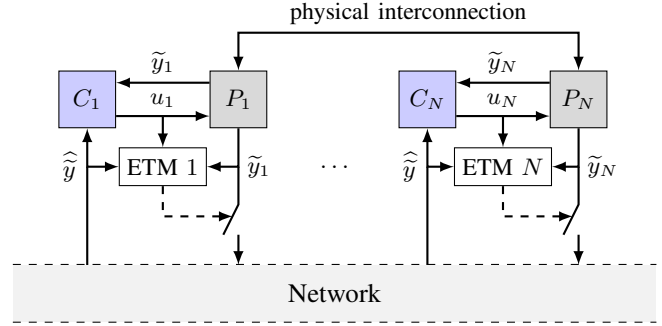 physical interconnection
ỹ₁ ỹ_N
C₁ P₁ C_N P_N
u₁ u_N
ŷ̃ ETM 1 ỹ₁ … ŷ̃ ETM N ỹ_N
Network